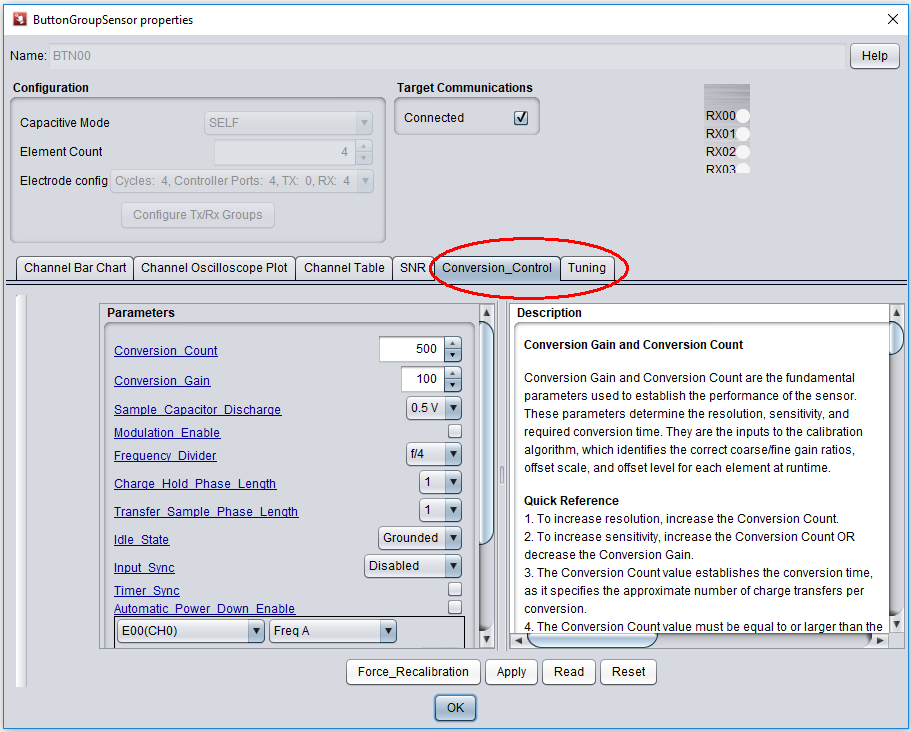 ButtonGroupSensor properties
Name: BTN00
Help
Configuration
Capacitive Mode SELF
Element Count 4
Electrode config Cycles: 4, Controller Ports: 4, TX: 0, RX: 4
Configure Tx/Rx Groups
Target Communications
Connected
RX00
RX01
RX02
RX03
Channel Bar Chart Channel Oscilloscope Plot Channel Table SNR Conversion_Control Tuning
Parameters
Conversion_Count 500
Conversion_Gain 100
Sample_Capacitor_Discharge 0.5 V
Modulation_Enable
Frequency_Divider f/4
Charge_Hold_Phase_Length 1
Transfer_Sample_Phase_Length 1
Idle_State Grounded
Input_Sync Disabled
Timer_Sync
Automatic_Power_Down_Enable
E00(CH0) Freq A
Description
Conversion Gain and Conversion Count
Conversion Gain and Conversion Count are the fundamental
parameters used to establish the performance of the sensor.
These parameters determine the resolution, sensitivity, and
required conversion time. They are the inputs to the calibration
algorithm, which identifies the correct coarse/fine gain ratios,
offset scale, and offset level for each element at runtime.
Quick Reference
1. To increase resolution, increase the Conversion Count.
2. To increase sensitivity, increase the Conversion Count OR
decrease the Conversion Gain.
3. The Conversion Count value establishes the conversion time,
as it specifies the approximate number of charge transfers per
conversion.
4. The Conversion Count value must be equal to or larger than the
Force_Recalibration Apply Read Reset
OK